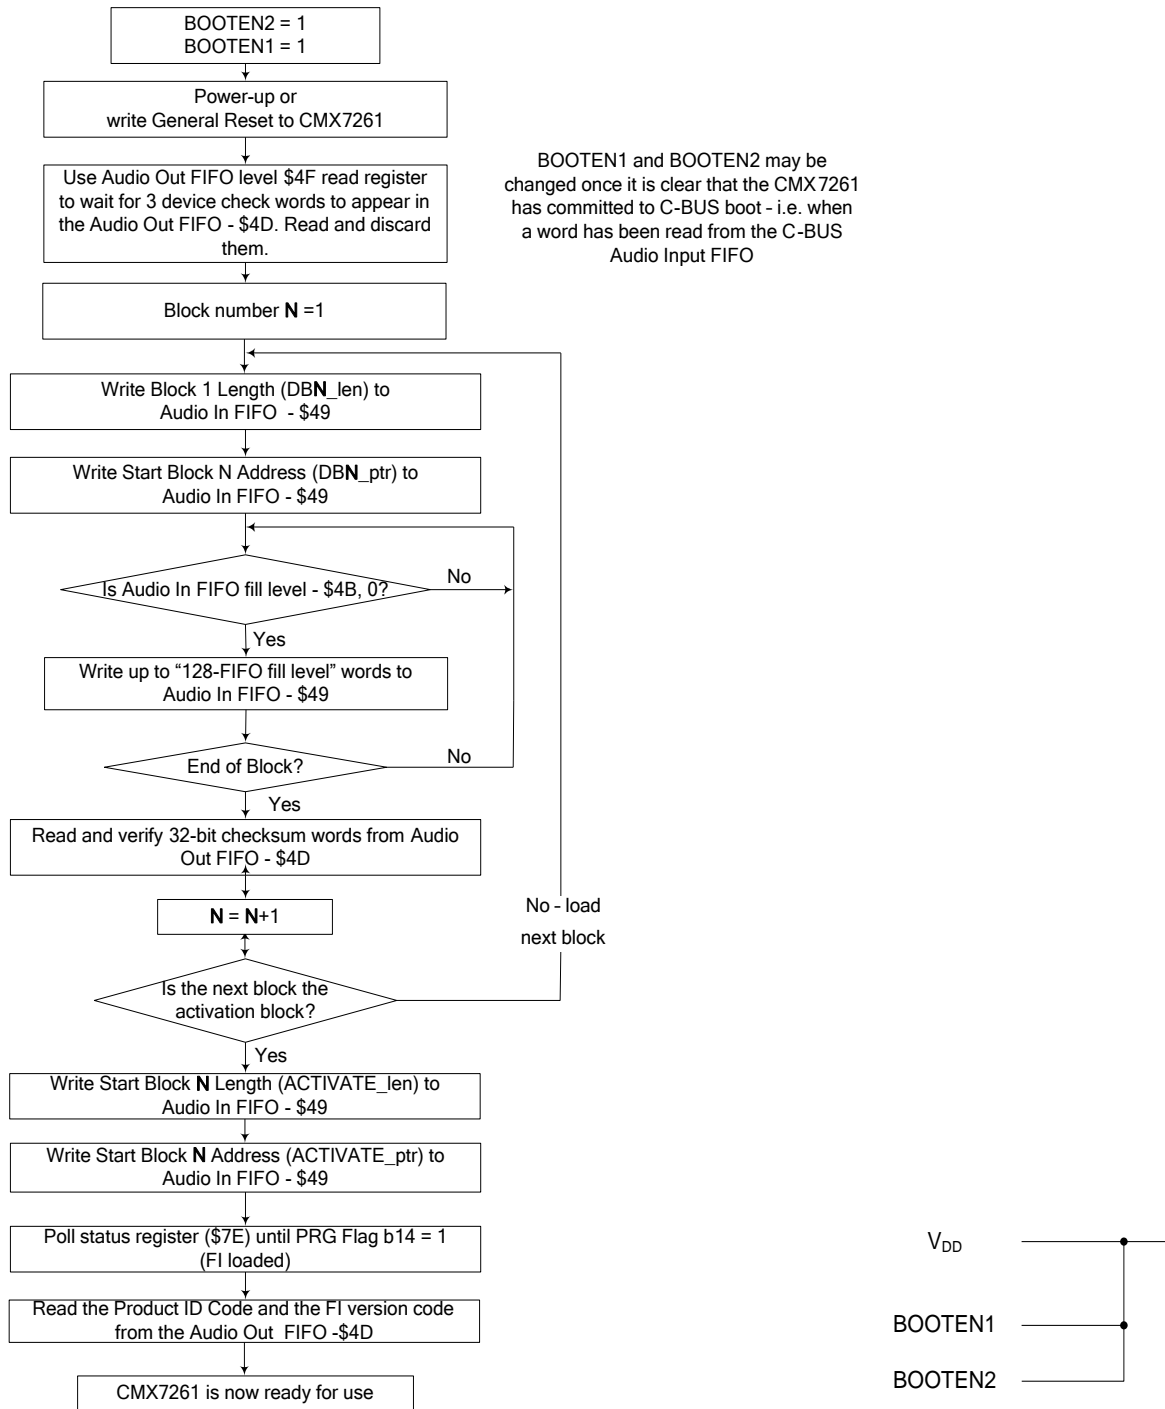 BOOTEN2 = 1
BOOTEN1 = 1
Power-up or
write General Reset to CMX7261
Use Audio Out FIFO level $4F read register
to wait for 3 device check words to appear in
the Audio Out FIFO - $4D. Read and discard
them.
BOOTEN1 and BOOTEN2 may be
changed once it is clear that the CMX7261
has committed to C-BUS boot - i.e. when
a word has been read from the C-BUS
Audio Input FIFO
Block number N =1
Write Block 1 Length (DBN_len) to
Audio In FIFO - $49
Write Start Block N Address (DBN_ptr) to
Audio In FIFO - $49
Is Audio In FIFO fill level - $4B, 0?
No
Yes
Write up to “128-FIFO fill level” words to
Audio In FIFO - $49
End of Block?
No
Yes
Read and verify 32-bit checksum words from Audio
Out FIFO - $4D
N = N+1
No - load
next block
Is the next block the
activation block?
Yes
Write Start Block N Length (ACTIVATE_len) to
Audio In FIFO - $49
Write Start Block N Address (ACTIVATE_ptr) to
Audio In FIFO - $49
Poll status register ($7E) until PRG Flag b14 = 1
(FI loaded)
Read the Product ID Code and the FI version code
from the Audio Out FIFO -$4D
CMX7261 is now ready for use
VDD
BOOTEN1
BOOTEN2